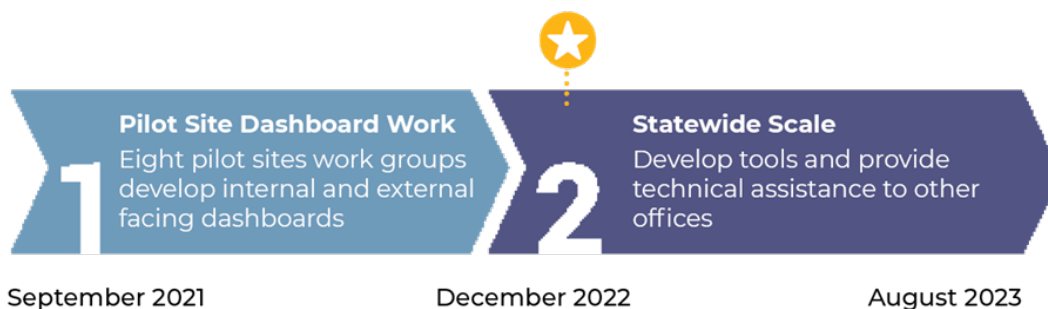 1
Pilot Site Dashboard Work
Eight pilot sites work groups
develop internal and external
facing dashboards
2
Statewide Scale
Develop tools and provide
technical assistance to other
offices
September 2021
December 2022
August 2023